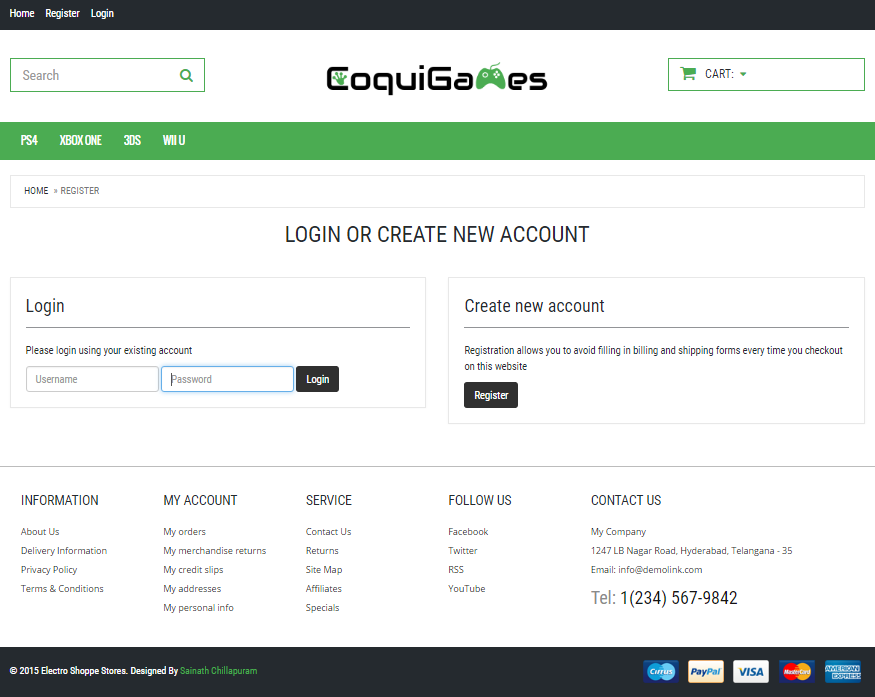 Home Register Login
Search
CoquiGames
CART:
PS4 XBOX ONE 3DS WII U
HOME » REGISTER
LOGIN OR CREATE NEW ACCOUNT
Login
Please login using your existing account
Username Password Login
Create new account
Registration allows you to avoid filling in billing and shipping forms every time you checkout
on this website
Register
INFORMATION
About Us
Delivery Information
Privacy Policy
Terms & Conditions
MY ACCOUNT
My orders
My merchandise returns
My credit slips
My addresses
My personal info
SERVICE
Contact Us
Returns
Site Map
Affiliates
Specials
FOLLOW US
Facebook
Twitter
RSS
YouTube
CONTACT US
My Company
1247 LB Nagar Road, Hyderabad, Telangana - 35
Email: info@demolink.com
Tel: 1(234) 567-9842
© 2015 Electro Shoppe Stores. Designed By Sainath Chillapuram
Cirrus PayPal VISA MasterCard AMERICAN EXPRESS